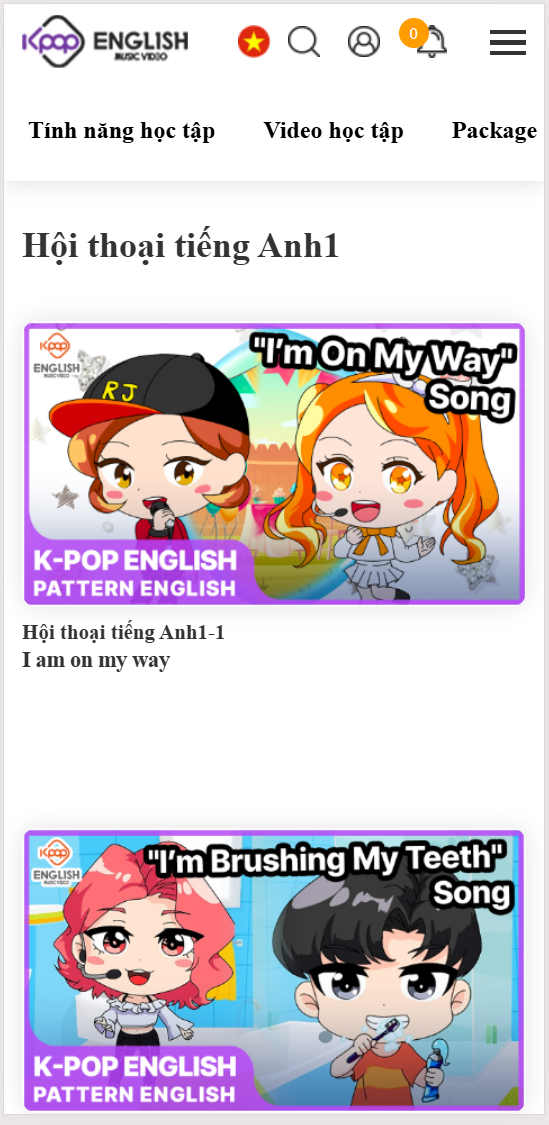 Kpop ENGLISH
MUSIC VIDEO
0
Tính năng học tập Video học tập Package
Hội thoại tiếng Anh1
Kpop
ENGLISH
MUSIC VIDEO
"I'm On My Way"
Song
RJ
K-POP ENGLISH
PATTERN ENGLISH
Hội thoại tiếng Anh1-1
I am on my way
Kpop
ENGLISH
MUSIC VIDEO
"I'm Brushing My Teeth"
Song
K-POP ENGLISH
PATTERN ENGLISH